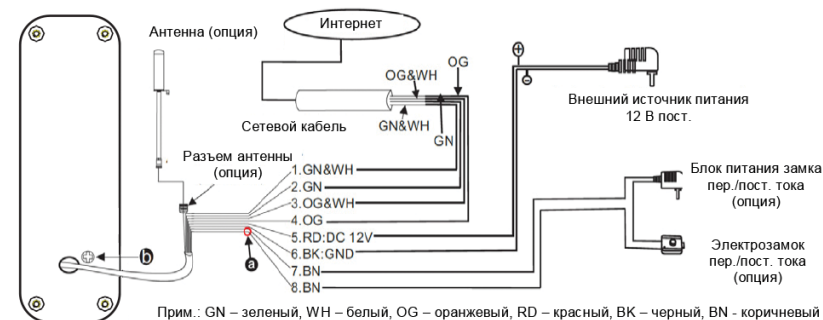 Интернет
Антенна (опция)
OG
OG&WH
Внешний источник питания
12 В пост.
Сетевой кабель
GN&WH
GN
Разъем антенны
(опция)
1.GN&WH
2.GN
3.OG&WH
4.OG
5.RD:DC 12V
6.BK:GND
7.BN
8.BN
Блок питания замка
пер./пост. тока
(опция)
Электрозамок
пер./пост. тока
(опция)
b
a
Прим.: GN – зеленый, WH – белый, OG – оранжевый, RD – красный, BK – черный, BN - коричневый